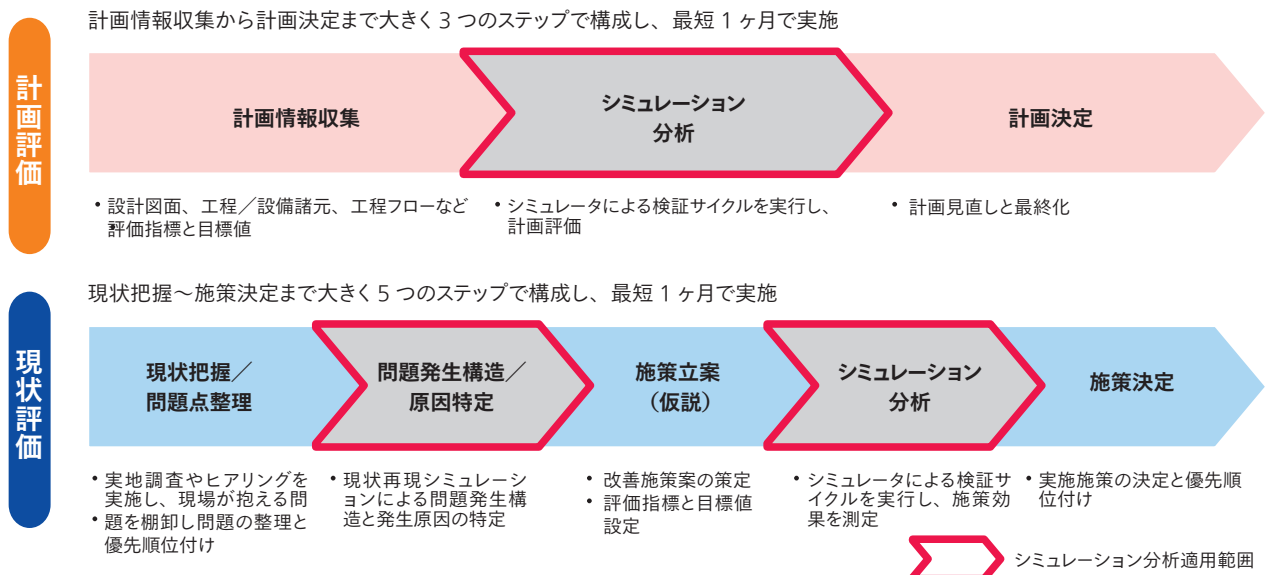 計画評価
計画情報収集から計画決定まで大きく3つのステップで構成し、最短1ヶ月で実施
計画情報収集
シミュレーション
分析
計画決定
・設計図面、工程／設備諸元、工程フローなど
・評価指標と目標値
・シミュレータによる検証サイクルを実行し、
計画評価
・計画見直しと最終化
現状評価
現状把握～施策決定まで大きく5つのステップで構成し、最短1ヶ月で実施
現状把握／
問題点整理
問題発生構造／
原因特定
施策立案
（仮説）
シミュレーション
分析
施策決定
・実地調査やヒアリングを
実施し、現場が抱える問
・題を棚卸し問題の整理と
優先順位付け
・現状再現シミュレーシ
ョンによる問題発生構
造と発生原因の特定
・改善施策案の策定
・評価指標と目標値
設定
・シミュレータによる検証サ
イクルを実行し、施策効
果を測定
・実施施策の決定と優先順
位付け
シミュレーション分析適用範囲